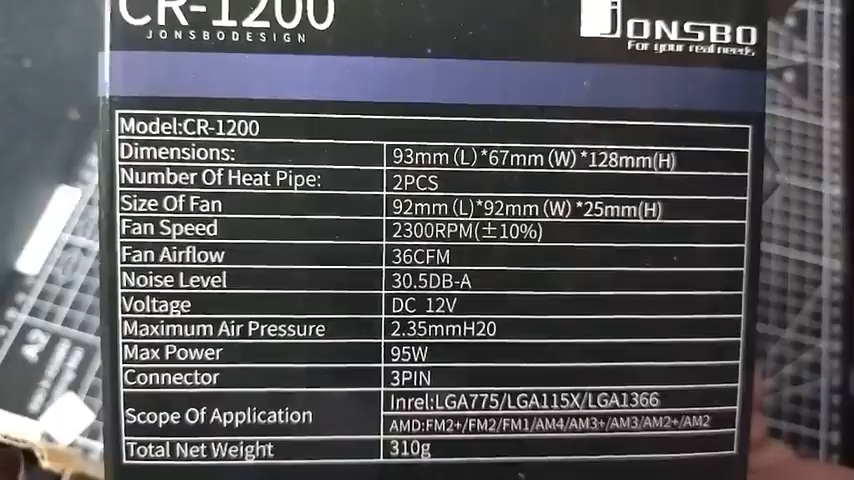 CR-1200
JONSBODESIGN
JONSBO
For your real needs
Model:CR-1200
Dimensions: 93mm (L)*67mm (W) *128mm(H)
Number Of Heat Pipe: 2PCS
Size Of Fan 92mm (L)*92mm (W) *25mm(H)
Fan Speed 2300RPM(±10%)
Fan Airflow 36CFM
Noise Level 30.5DB-A
Voltage DC 12V
Maximum Air Pressure 2.35mmH20
Max Power 95W
Connector 3PIN
Scope Of Application Inrel:LGA775/LGA115X/LGA1366
AMD:FM2+/FM2/FM1/AM4/AM3+/AM3/AM2+/AM2
Total Net Weight 310g
A2